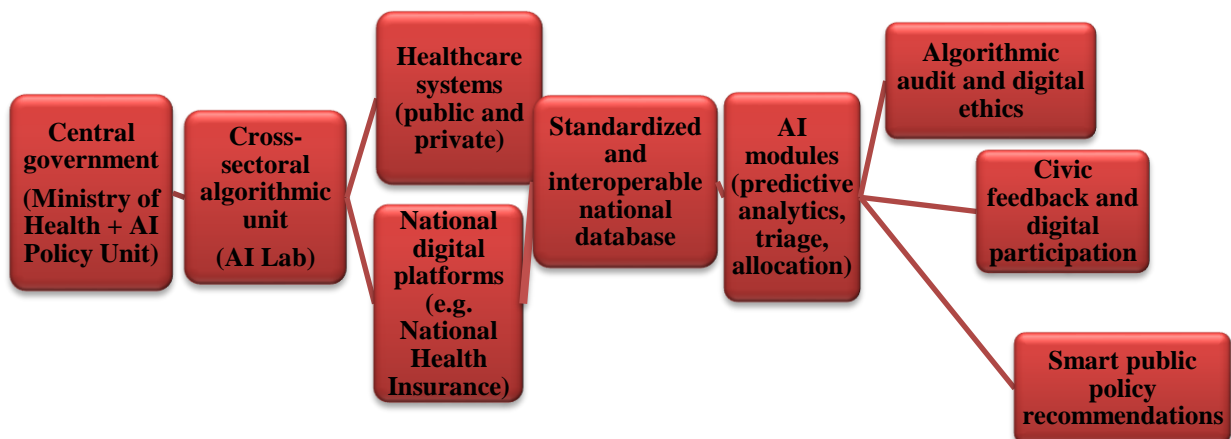 Central
government
(Ministry of
Health + AI
Policy Unit)
Cross-
sectoral
algorithmic
unit
(AI Lab)
Healthcare
systems
(public and
private)
National
digital
platforms
(e.g.
National
Health
Insurance)
Standardized
and
interoperable
national
database
AI
modules
(predictive
analytics,
triage,
allocation)
Algorithmic
audit and digital
ethics
Civic
feedback and
digital
participation
Smart public
policy
recommendations